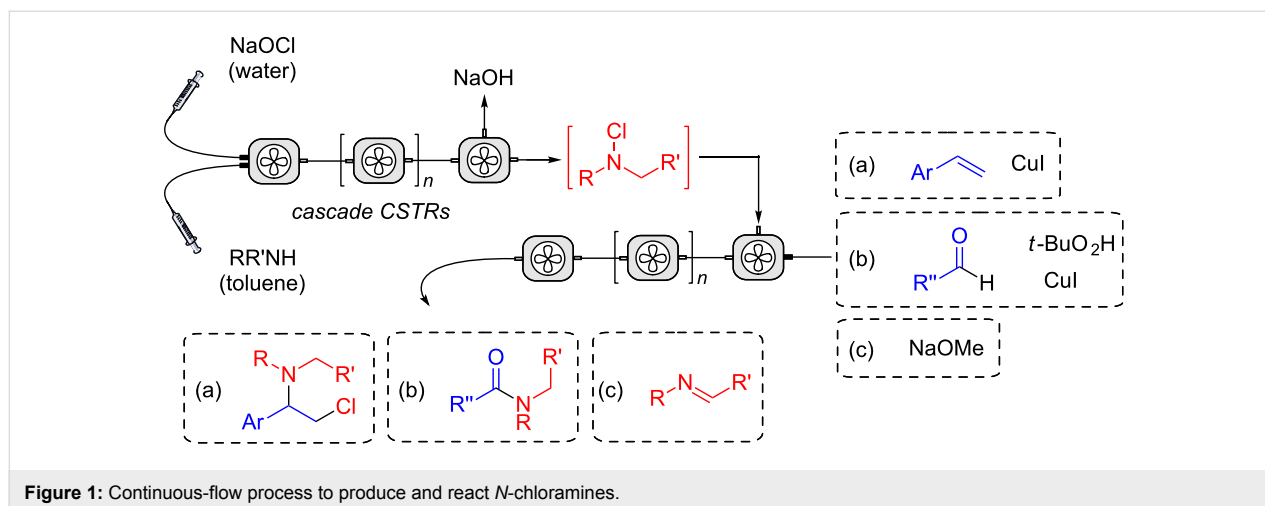 NaOCl
(water)
NaOH
Cl
N
R
R'
n
cascade CSTRs
RR'NH
(toluene)
n
(a)
Ar
CuI
(b)
O
R"
H
t-BuO2H
CuI
(c)
NaOMe
(a)
R
N
R'
Ar
Cl
(b)
O
R"
N
R
R'
(c)
R
N
R'
Figure 1: Continuous-flow process to produce and react N-chloramines.